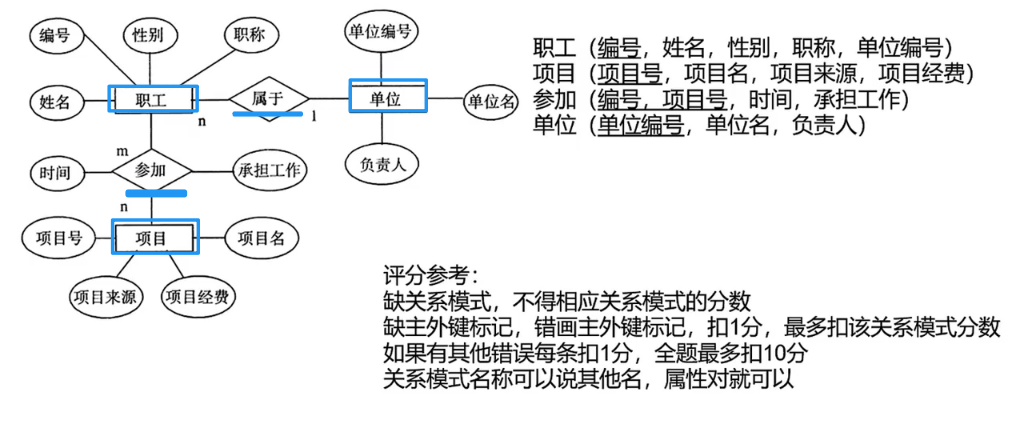 编号
性别
职称
单位编号
姓名
职工
属于
单位
单位名
n
1
m
时间
参加
承担工作
负责人
n
项目号
项目
项目名
项目来源
项目经费
职工（编号，姓名，性别，职称，单位编号）
项目（项目号，项目名，项目来源，项目经费）
参加（编号，项目号，时间，承担工作）
单位（单位编号，单位名，负责人）
评分参考：
缺关系模式，不得相应关系模式的分数
缺主外键标记，错画主外键标记，扣1分，最多扣该关系模式分数
如果有其他错误每条扣1分，全题最多扣10分
关系模式名称可以说其他名，属性对就可以